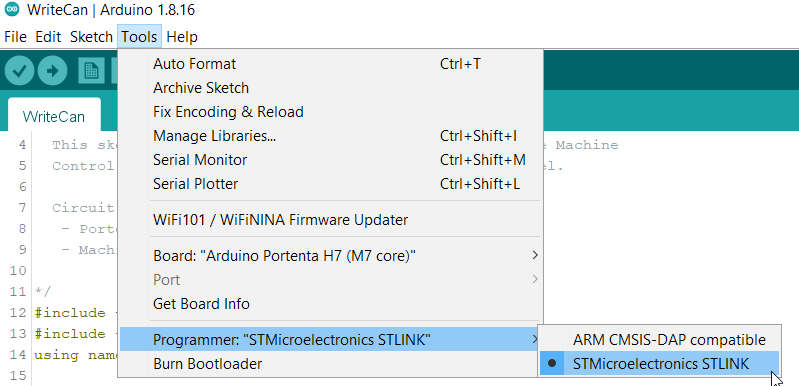 WriteCan | Arduino 1.8.16
File Edit Sketch Tools Help
Auto Format Ctrl+T
Archive Sketch
Fix Encoding & Reload
WriteCan
Manage Libraries... Ctrl+Shift+I
4 This e Machine
Serial Monitor Ctrl+Shift+M
5 Control el.
Serial Plotter Ctrl+Shift+L
6
7 Circuit
WiFi101 / WiFiNINA Firmware Updater
8 - Porte
9 - Machi
Board: "Arduino Portenta H7 (M7 core)"
10
Port
11 */
Get Board Info
12 #include
13 #include
Programmer: "STMicroelectronics STLINK"
ARM CMSIS-DAP compatible
14 using
Burn Bootloader
STMicroelectronics STLINK
15